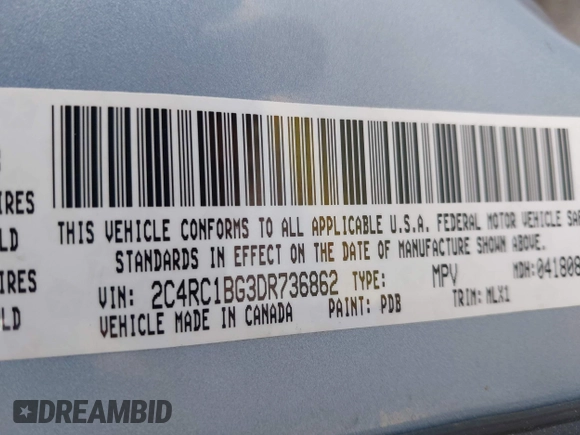 IRES
LD
IRES
LD
THIS VEHICLE CONFORMS TO ALL APPLICABLE U.S.A. FEDERAL MOTOR VEHICLE SA
STANDARDS IN EFFECT ON THE DATE OF MANUFACTURE SHOWN ABOVE.
VIN: 2C4RC1BG3DR736862 TYPE: MPV MDH: 041808
VEHICLE MADE IN CANADA PAINT: PDB TRIM: MLX1
DREAMBID